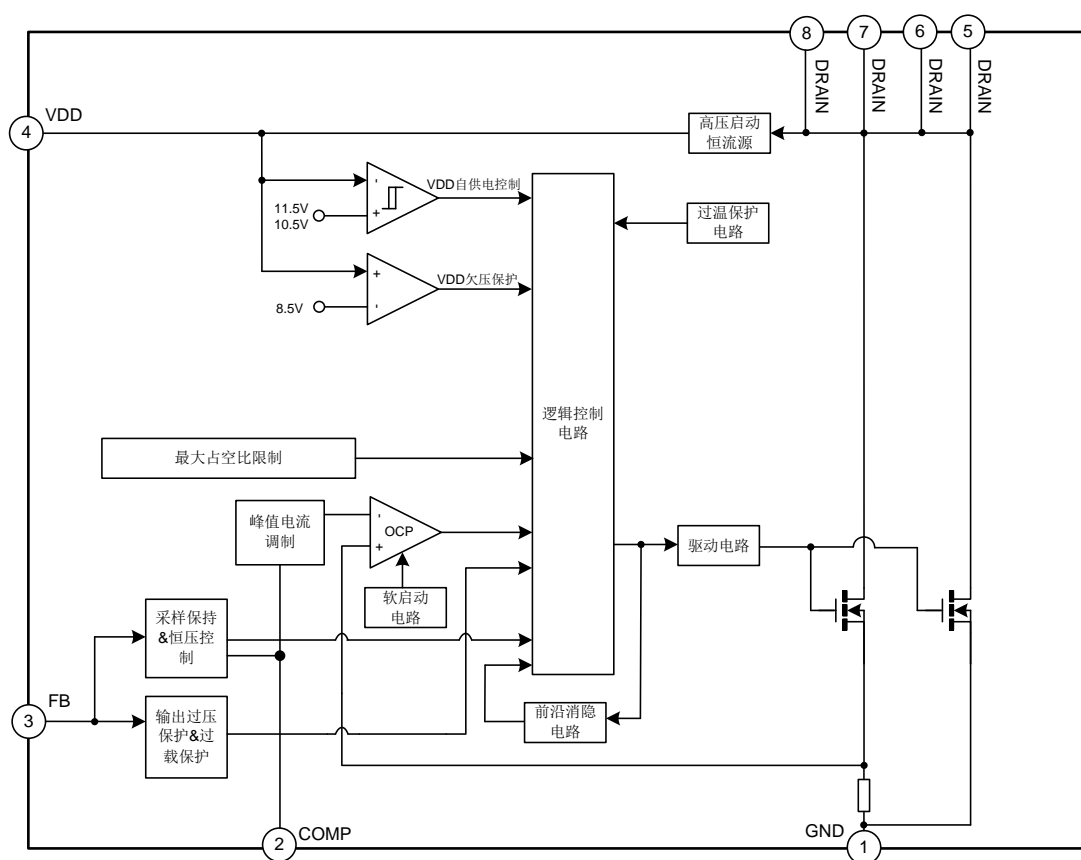 8
7
6
5
DRAIN
DRAIN
DRAIN
DRAIN
4
VDD
高压启动
恒流源
11.5V
10.5V
-
+
VDD自供电控制
过温保护
电路
+
-
8.5V
VDD欠压保护
逻辑控制
电路
最大占空比限制
峰值电流
调制
-
+
OCP
驱动电路
软启动
电路
采样保持
&恒压控
制
3
FB
输出过压
保护&过
载保护
前沿消隐
电路
2
COMP
GND
1